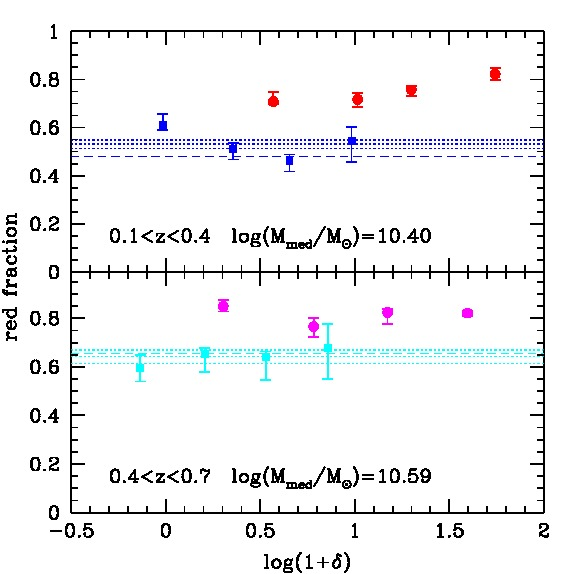 1
0.8
0.6
0.4
0.2
0
0.1<z<0.4 log(M_med/M_⊙)=10.40
red fraction
0.8
0.6
0.4
0.2
0
0.4<z<0.7 log(M_med/M_⊙)=10.59
-0.5 0 0.5 1 1.5 2
log(1+δ)